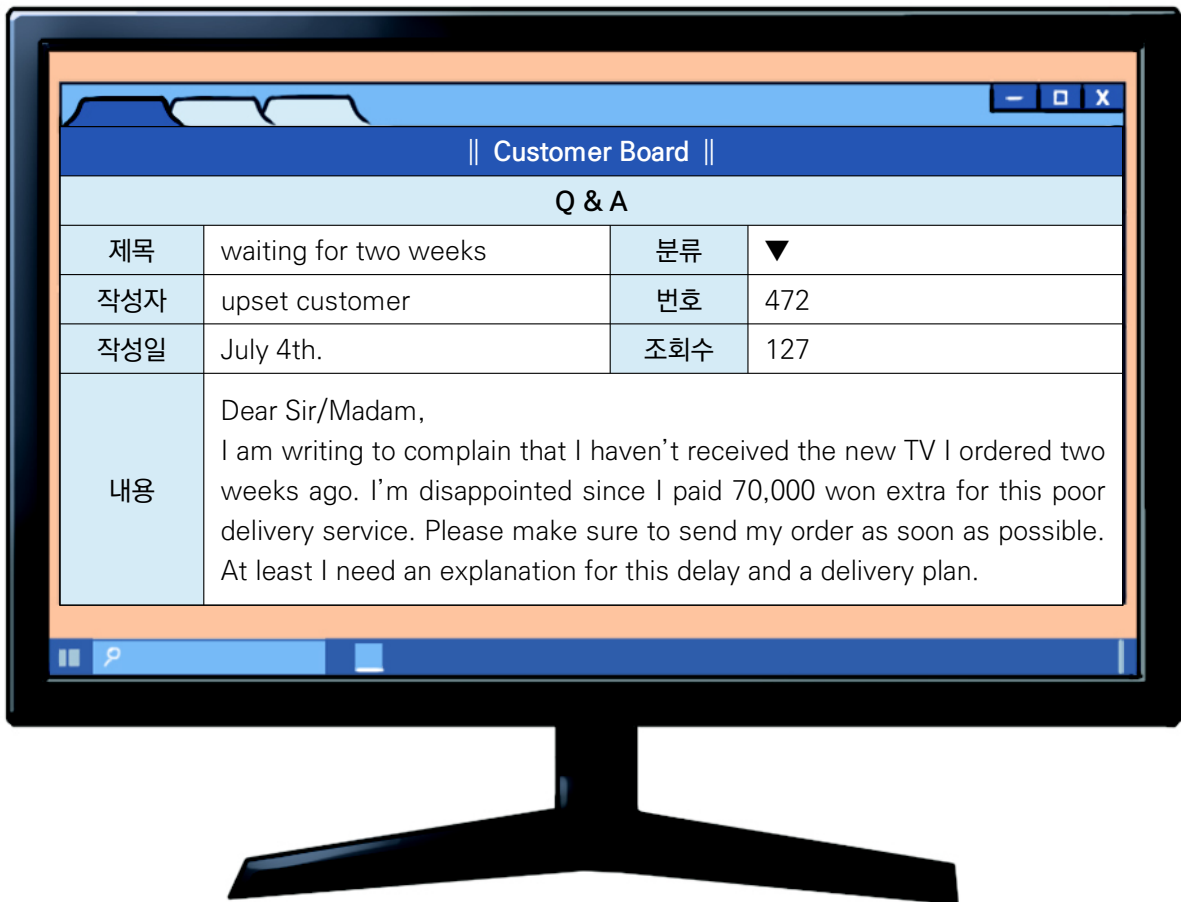 || Customer Board ||
Q & A
제목 waiting for two weeks 분류 ▼
작성자 upset customer 번호 472
작성일 July 4th. 조회수 127
내용
Dear Sir/Madam,
I am writing to complain that I haven't received the new TV I ordered two
weeks ago. I'm disappointed since I paid 70,000 won extra for this poor
delivery service. Please make sure to send my order as soon as possible.
At least I need an explanation for this delay and a delivery plan.